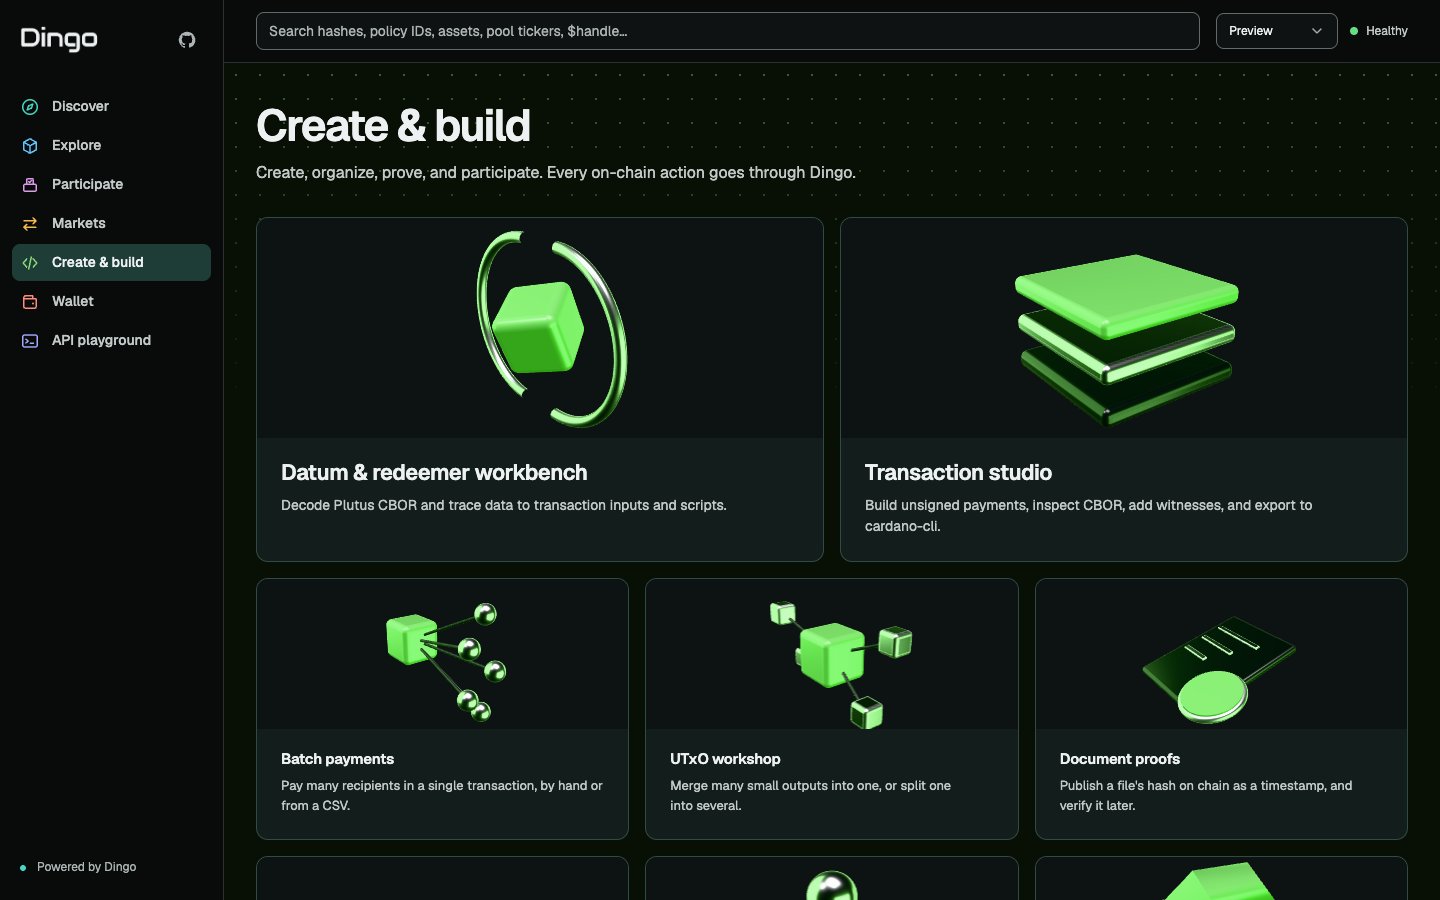 Dingo
Search hashes, policy IDs, assets, pool tickers, $handle...
Preview
Healthy
Discover
Explore
Participate
Markets
Create & build
Wallet
API playground
Powered by Dingo
Create & build
Create, organize, prove, and participate. Every on-chain action goes through Dingo.
Datum & redeemer workbench
Decode Plutus CBOR and trace data to transaction inputs and scripts.
Transaction studio
Build unsigned payments, inspect CBOR, add witnesses, and export to
cardano-cli.
Batch payments
Pay many recipients in a single transaction, by hand or
from a CSV.
UTxO workshop
Merge many small outputs into one, or split one
into several.
Document proofs
Publish a file's hash on chain as a timestamp, and
verify it later.